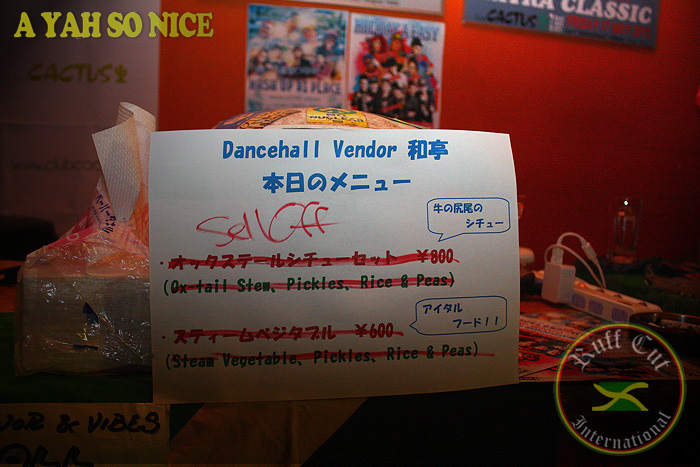 A YAH SO NICE
CACTUS
CLASSIC
CACTUS
Dancehall Vendor 和亭
本日のメニュー
Sell Off
牛の尻尾の
シチュー
・オックステールシチューセット ￥800
(Ox-tail Stew、Pickles、Rice & Peas)
アイタル
フード！！
・スティームベジタブル ￥600
(Steam Vegetable、Pickles、Rice & Peas)
& VIBES
Ruff Cut
International